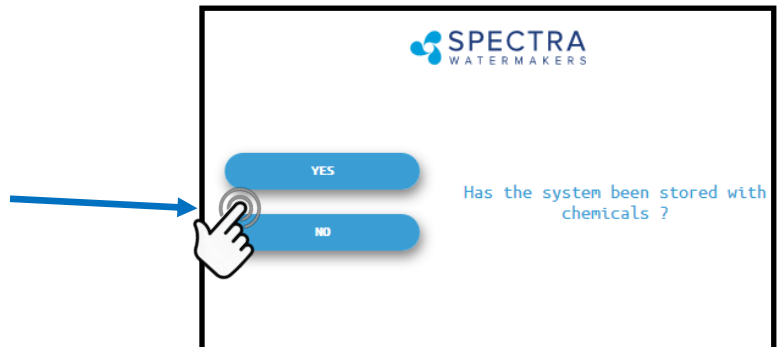 SPECTRA
WATERMAKERS
YES
NO
Has the system been stored with
chemicals ?